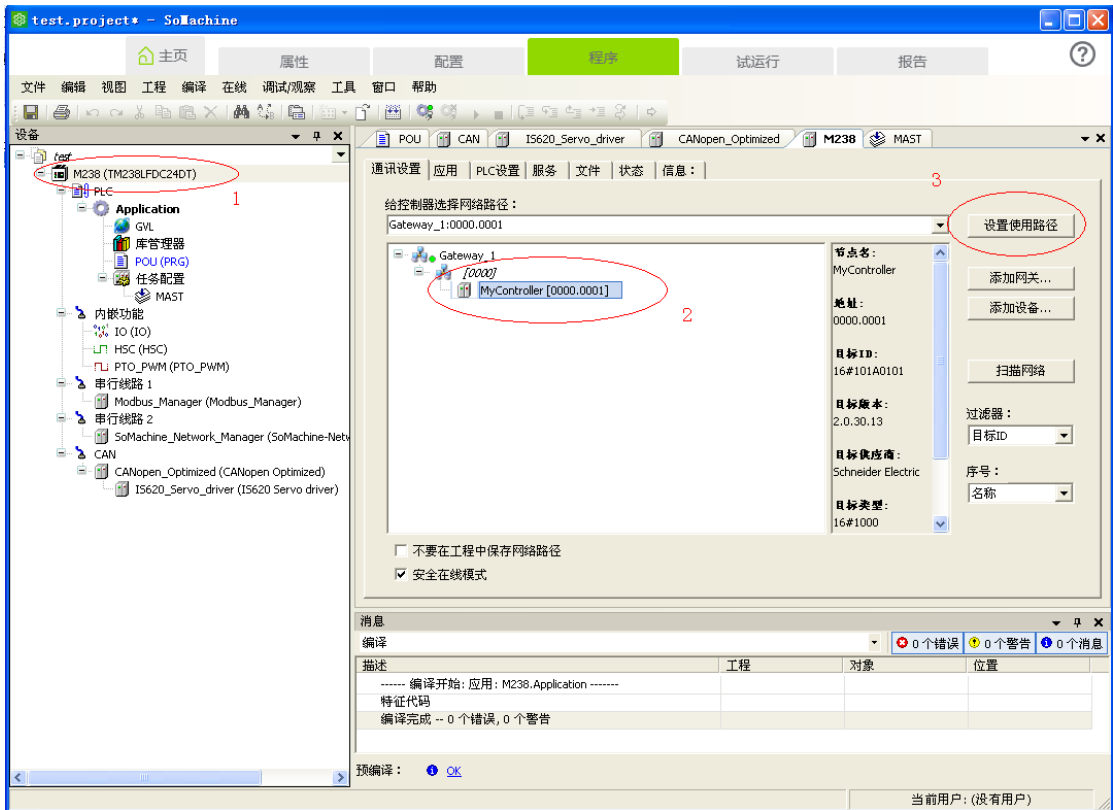 test.project* - SoMachine
主页
属性
配置
程序
试运行
报告
文件 编辑 视图 工程 编译 在线 调试/观察 工具 窗口 帮助
设备
test
M238 (TM238LFDC24DT)
1
PLC
Application
GVL
库管理器
POU (PRG)
任务配置
MAST
内嵌功能
IO (IO)
HSC (HSC)
PTO_PWM (PTO_PWM)
串行线路 1
Modbus_Manager (Modbus_Manager)
串行线路 2
SoMachine_Network_Manager (SoMachine-Netw
CAN
CANopen_Optimized (CANopen Optimized)
IS620_Servo_driver (IS620 Servo driver)
POU
CAN
IS620_Servo_driver
CANopen_Optimized
M238
MAST
通讯设置
应用
PLC设置
服务
文件
状态
信息：
3
给控制器选择网络路径：
Gateway_1:0000.0001
设置使用路径
Gateway_1
[0000]
MyController [0000.0001]
2
节点名:
MyController
地址:
0000.0001
目标ID:
16#101A0101
目标版本:
2.0.30.13
目标供应商:
Schneider Electric
目标类型:
16#1000
添加网关...
添加设备...
扫描网络
过滤器：
目标ID
序号：
名称
不要在工程中保存网络路径
安全在线模式
消息
编译
0 个错误
0 个警告
0 个消息
描述 工程 对象 位置
------ 编译开始: 应用: M238.Application -------
特征代码
编译完成 -- 0 个错误, 0 个警告
预编译： OK
当前用户: (没有用户)